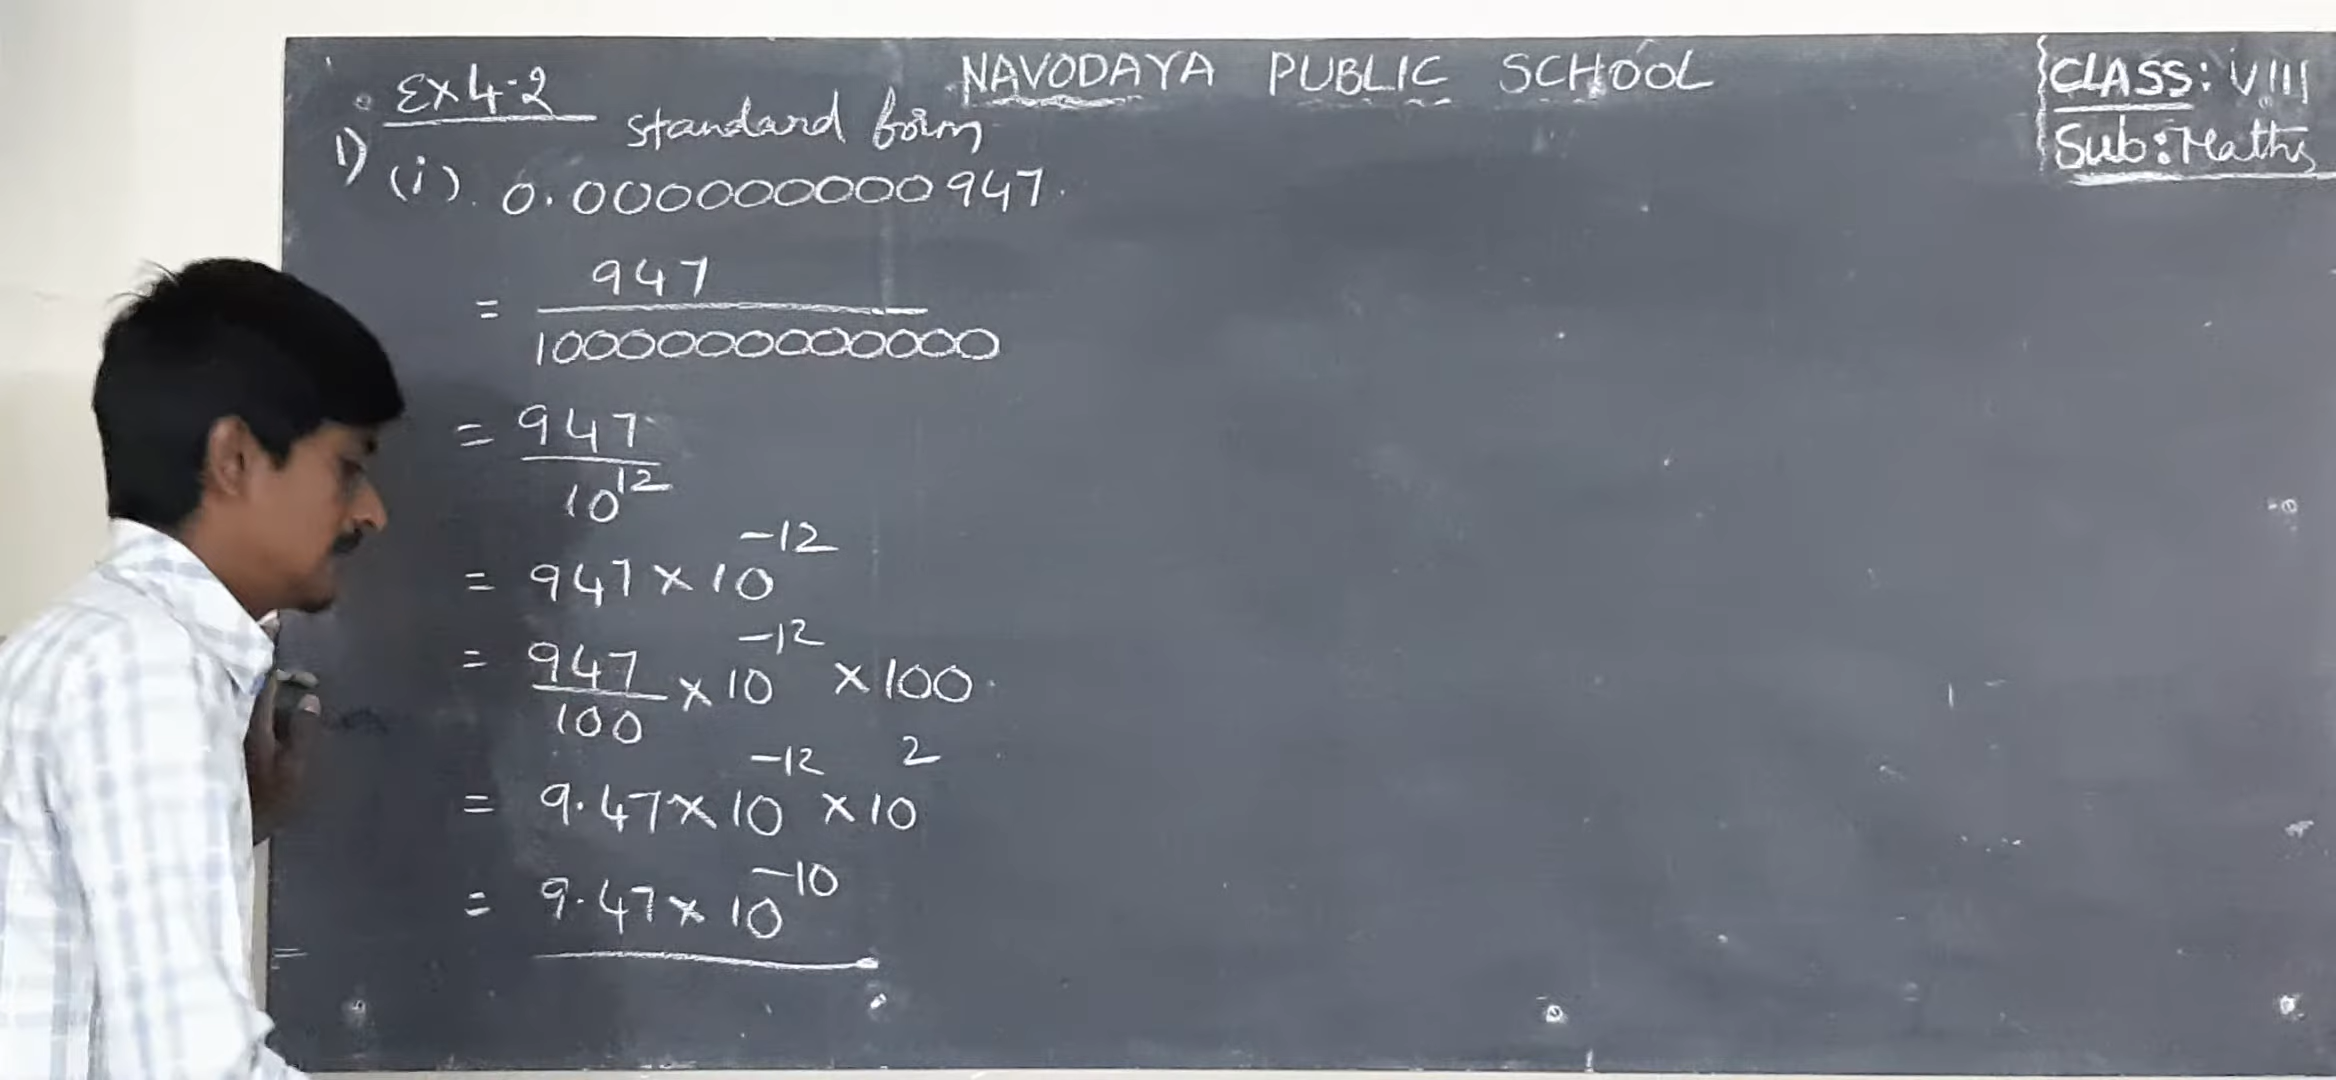 NAVODAYA PUBLIC SCHOOL
CLASS: VIII
Sub: Maths
Ex 4.2
standard form
1) (i). 0.000000000947.
= 947
1000000000000
= 947
10^12
= 947 × 10^-12
= 947/100 × 10^-12 × 100
= 9.47 × 10^-12 × 10^2
= 9.47 × 10^-10